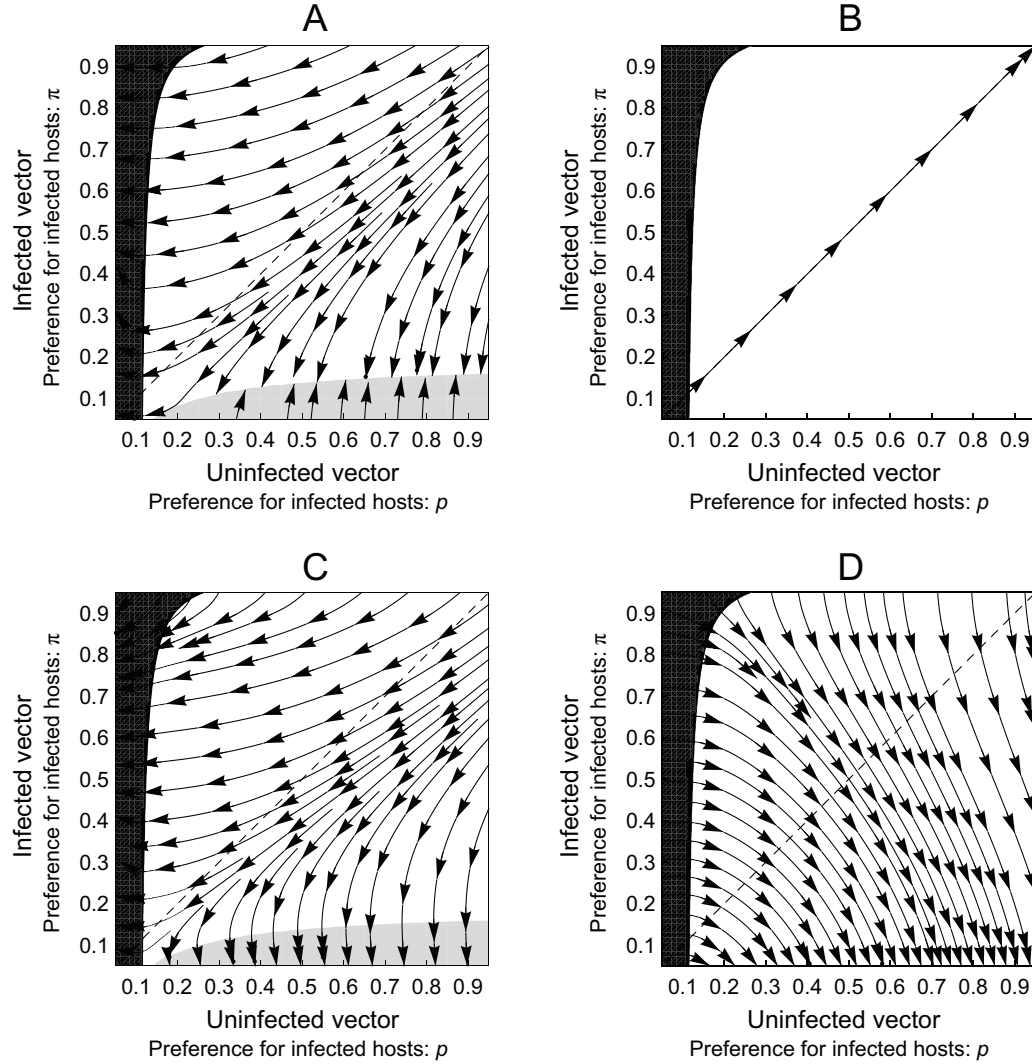 A
Infected vector
Preference for infected hosts: π
0.9
0.8
0.7
0.6
0.5
0.4
0.3
0.2
0.1
0.1 0.2 0.3 0.4 0.5 0.6 0.7 0.8 0.9
Uninfected vector
Preference for infected hosts: p
B
Infected vector
Preference for infected hosts: π
0.9
0.8
0.7
0.6
0.5
0.4
0.3
0.2
0.1
0.1 0.2 0.3 0.4 0.5 0.6 0.7 0.8 0.9
Uninfected vector
Preference for infected hosts: p
C
Infected vector
Preference for infected hosts: π
0.9
0.8
0.7
0.6
0.5
0.4
0.3
0.2
0.1
0.1 0.2 0.3 0.4 0.5 0.6 0.7 0.8 0.9
Uninfected vector
Preference for infected hosts: p
D
Infected vector
Preference for infected hosts: π
0.9
0.8
0.7
0.6
0.5
0.4
0.3
0.2
0.1
0.1 0.2 0.3 0.4 0.5 0.6 0.7 0.8 0.9
Uninfected vector
Preference for infected hosts: p